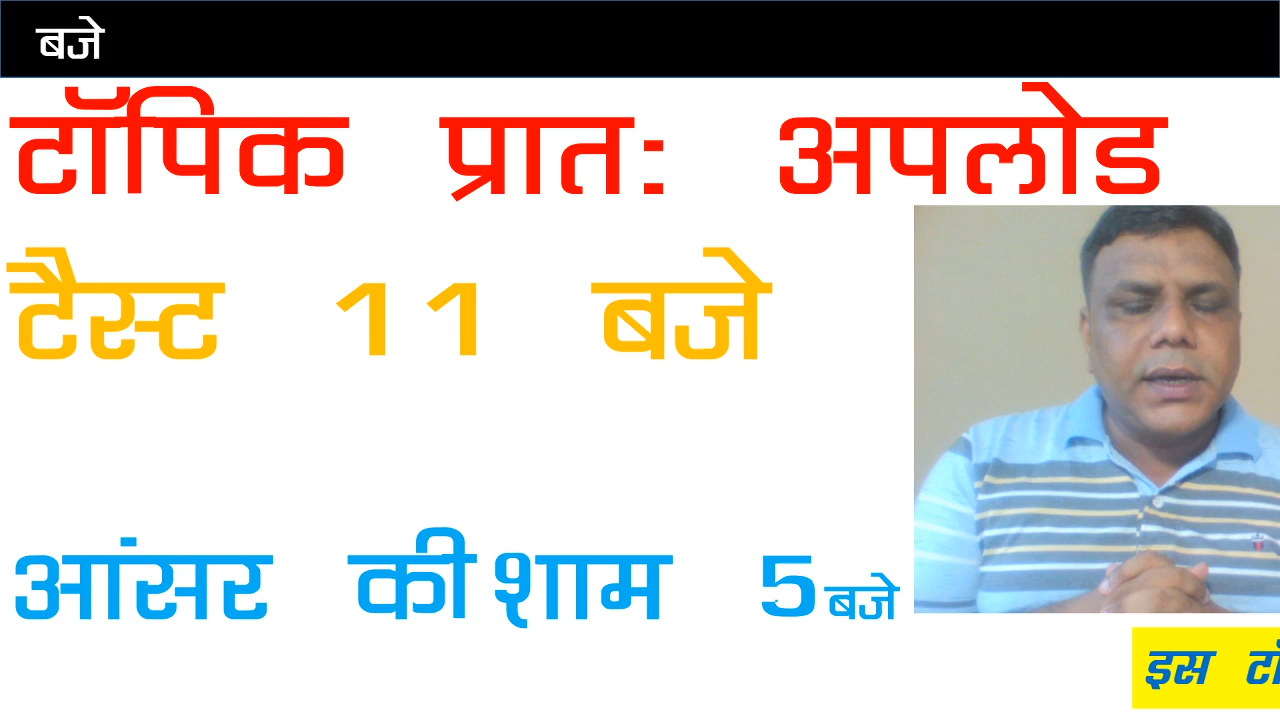 बजे
टॉपिक प्रातः अपलोड
टैस्ट 11 बजे
आंसर की शाम 5 बजे
इस